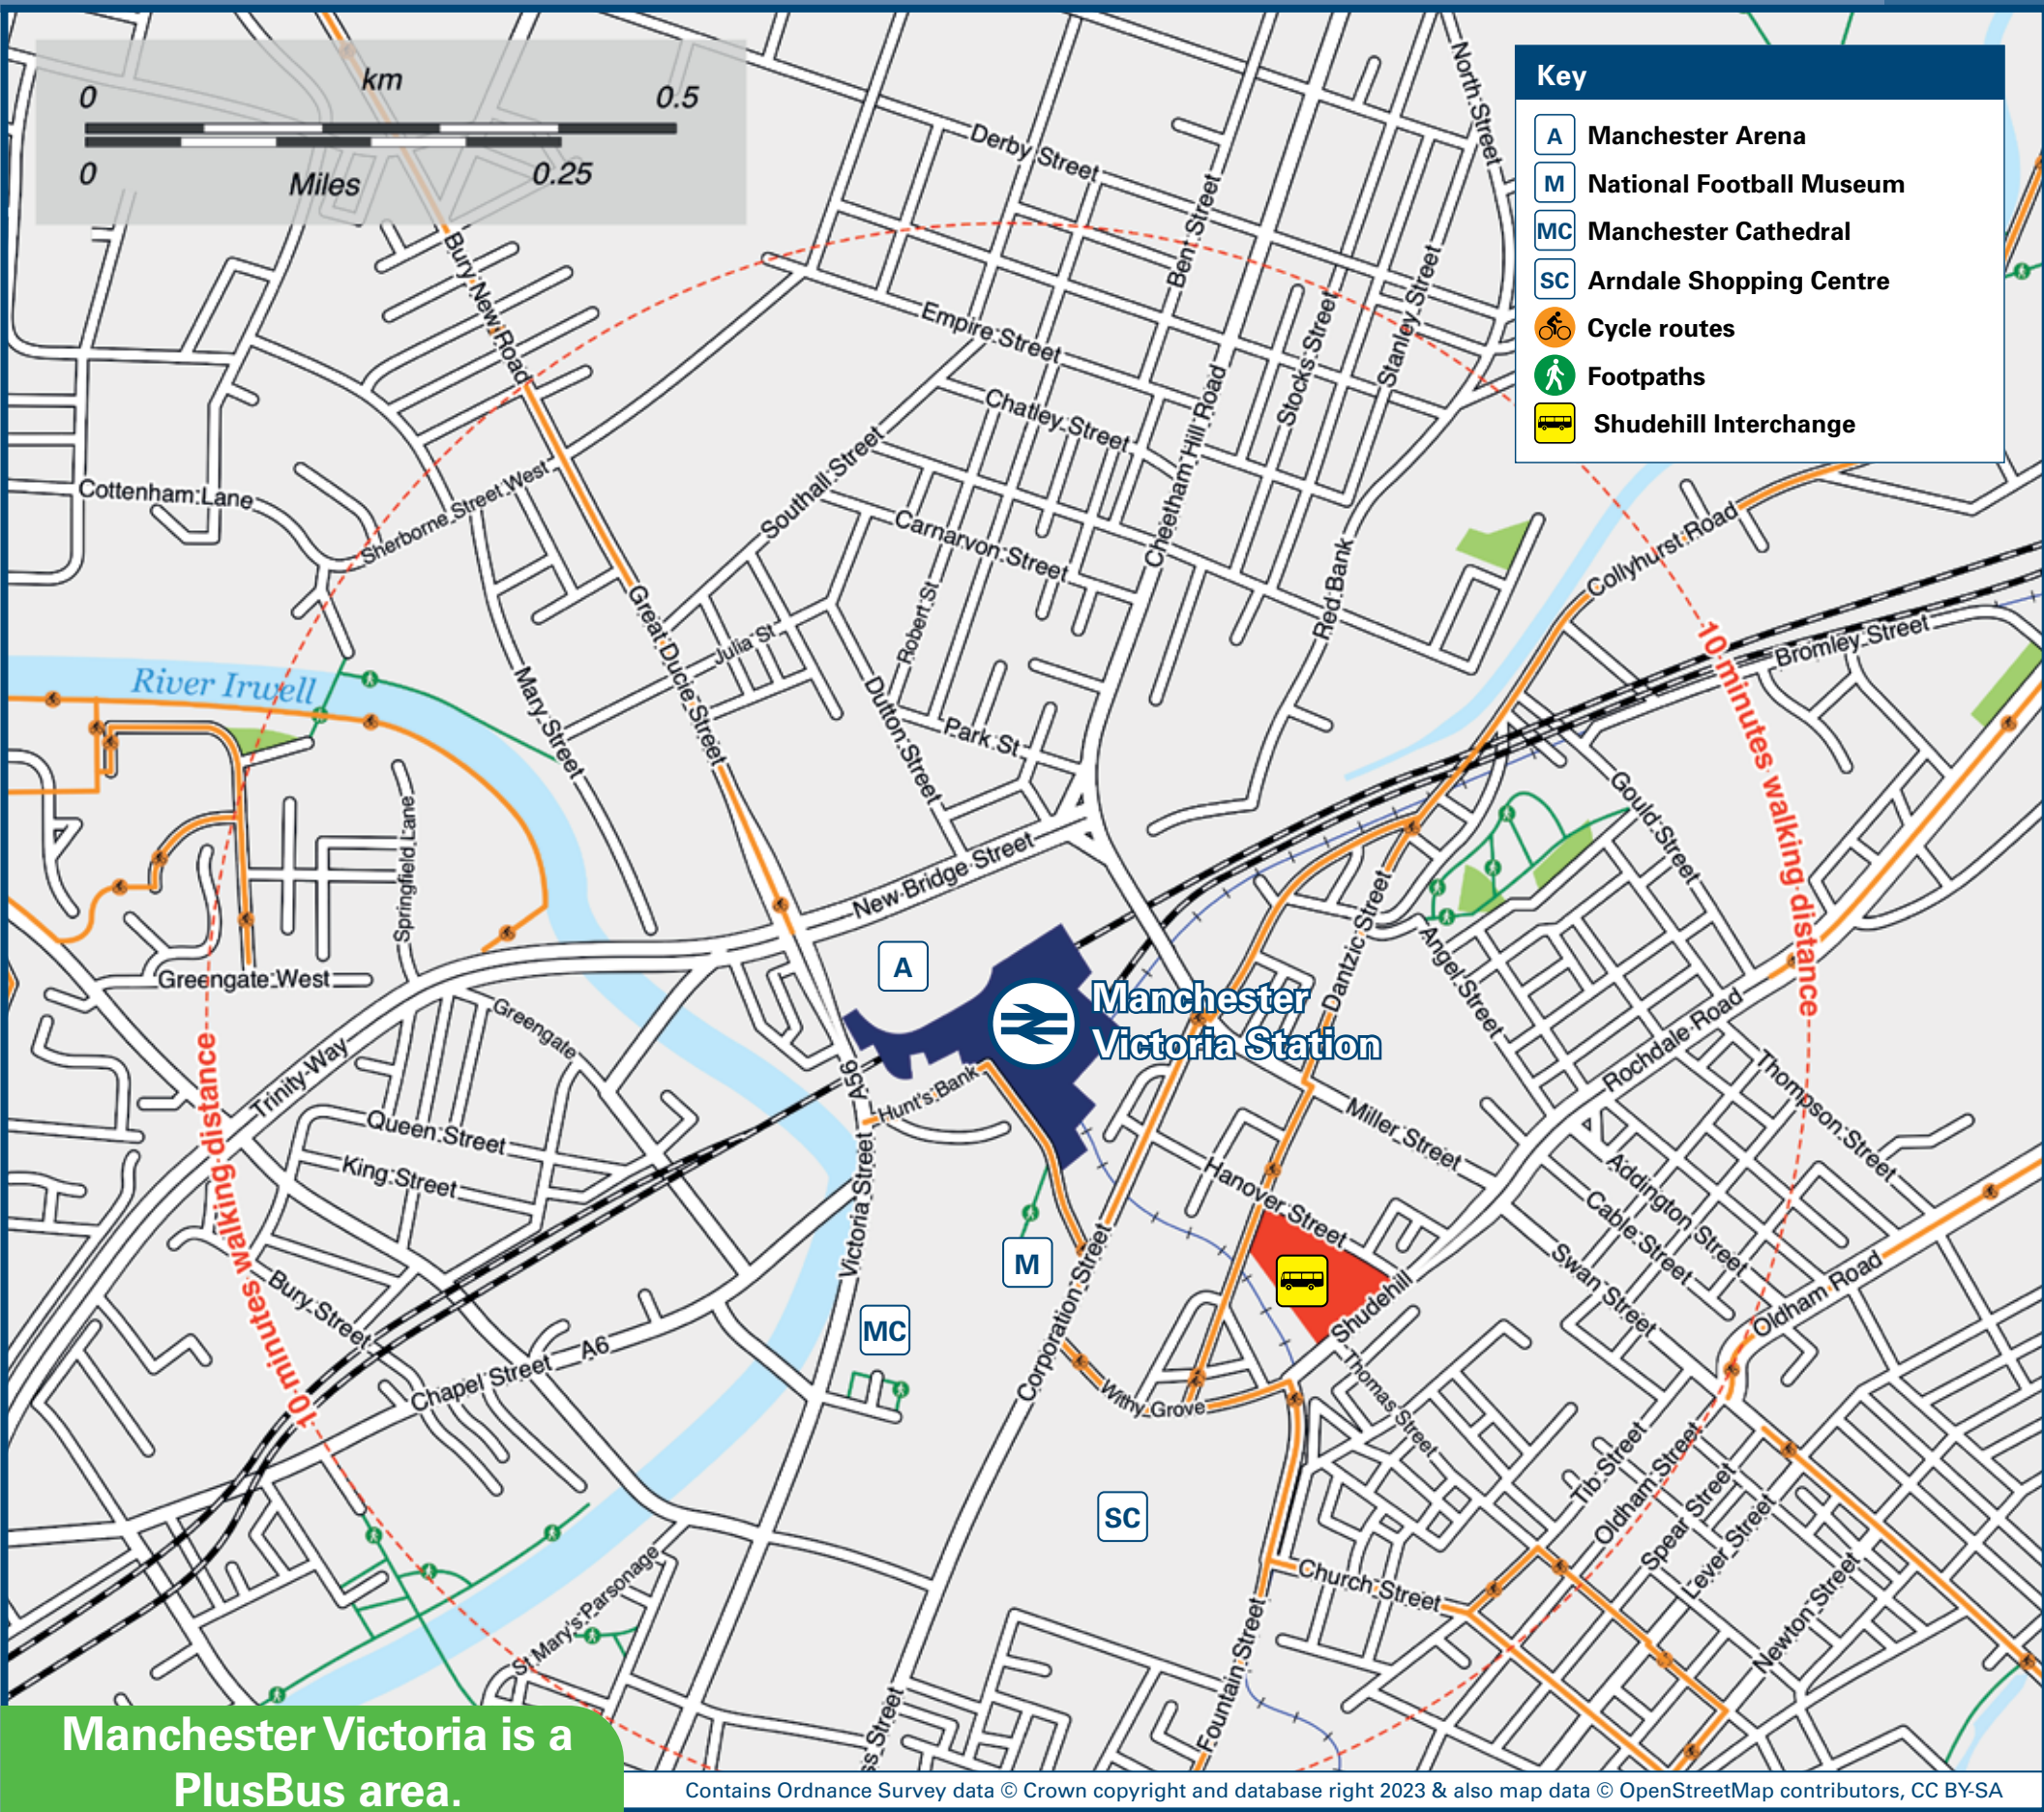 km
0
0.5
0
Miles
0.25
Key
A Manchester Arena
M National Football Museum
MC Manchester Cathedral
SC Arndale Shopping Centre
Cycle routes
Footpaths
Shudehill Interchange
North Street
Derby Street
Bent Street
Bury New Road
Stanley Street
Empire Street
Stocks Street
Chatley Street
Cheetham Hill Road
Southall Street
Cottenham Lane
Sherborne Street West
Carnarvon Street
Collyhurst Road
Red Bank
Robert St
Great Ducie Street
Julia St
10 minutes walking distance
Bromley Street
River Irwell
Mary Street
Dutton Street
Park St
Gould Street
Springfield Lane
New Bridge Street
Dantzic Street
Angel Street
A
Greengate West
Greengate
Manchester
Victoria Station
Rochdale Road
Trinity Way
A56
Hunt's Bank
Thompson Street
Miller Street
Queen Street
King Street
10 minutes walking distance
Hanover Street
Addington Street
Cable Street
Victoria Street
M
Swan Street
Bury Street
Corporation Street
Shudehill
Oldham Road
MC
Chapel Street
A6
Withy Grove
Thomas Street
Tib Street
Oldham Street
Spear Street
Lever Street
SC
Church Street
Newton Street
St Mary's Parsonage
Fountain Street
ss Street
Manchester Victoria is a
PlusBus area.
Contains Ordnance Survey data © Crown copyright and database right 2023 & also map data © OpenStreetMap contributors, CC BY-SA